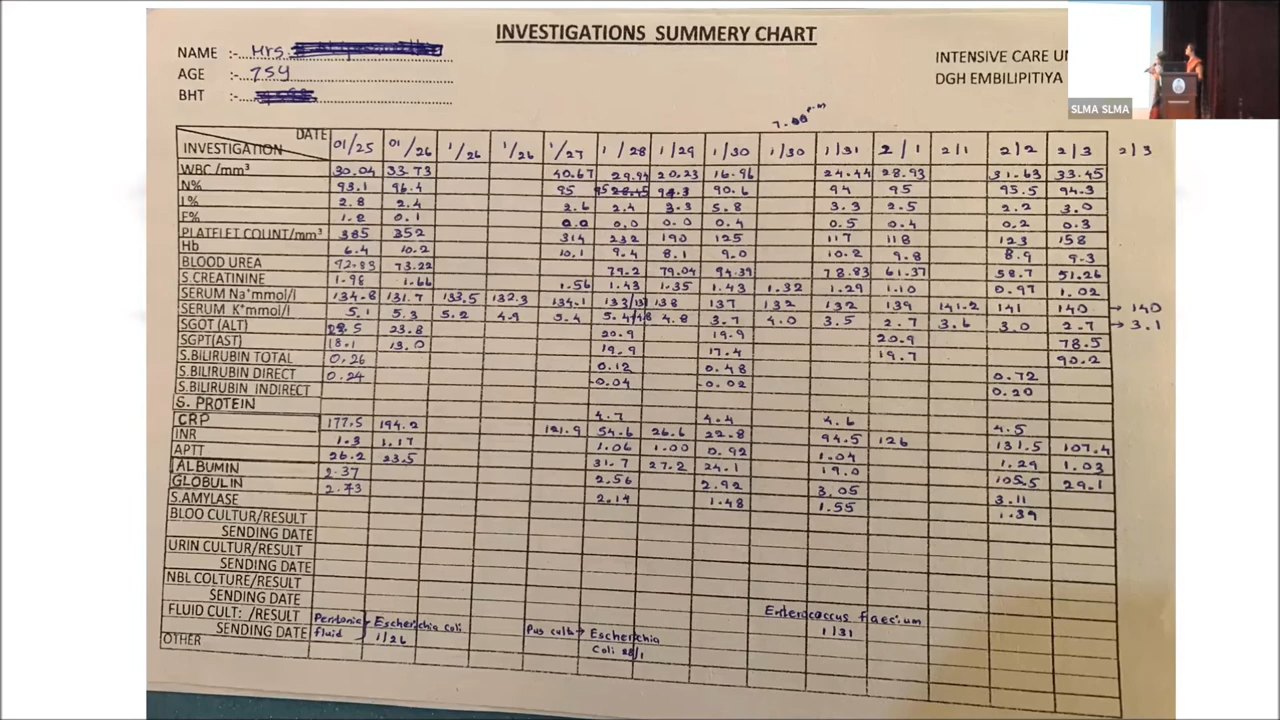 INVESTIGATIONS SUMMERY CHART
NAME :- Mrs.
INTENSIVE CARE
AGE :- 75y
DGH EMBILIPITIYA
BHT :-
SLMA SLMA
7.00 p.m
DATE
INVESTIGATION 01/25 01/26 1/26 1/26 1/27 1/28 1/29 1/30 1/30 1/31 2/1 2/1 2/2 2/3 2/3
WBC/mm³ 30.04 33.73 40.67 29.94 20.23 16.96 24.44 28.93 31.63 33.45
N% 93.1 96.4 95 95 94.3 90.6 94 95 95.5 94.3
L% 2.8 2.4 2.6 2.4 3.3 5.8 3.3 2.5 2.2 3.0
E% 1.2 0.1 0.0 0.0 0.0 0.4 0.5 0.4 0.2 0.3
PLATELET COUNT/mm³ 385 352 314 232 190 125 117 118 123 158
Hb 6.4 10.2 10.1 9.4 8.1 9.0 10.2 9.8 8.9 9.3
BLOOD UREA 92.83 73.22 79.2 79.04 94.39 78.83 61.37 58.7 51.26
S.CREATININE 1.98 1.66 1.56 1.43 1.35 1.43 1.32 1.29 1.10 0.97 1.02
SERUM Na⁺mmol/l 134.8 131.7 133.5 132.3 134.1 133/131 138 137 132 132 139 141.2 141 140 → 140
SERUM K⁺mmol/l 5.1 5.3 5.2 4.9 5.4 5.4/4.8 4.8 3.7 4.0 3.5 2.7 3.6 3.0 2.7 → 3.1
SGOT (ALT) 23.8 20.9 19.9 20.9 78.5
SGPT(AST) 18.1 13.0 19.9 17.4 19.7 90.2
S.BILIRUBIN TOTAL 0.26 0.12 0.48 0.72
S.BILIRUBIN DIRECT 0.24 -0.04 -0.02 0.20
S.BILIRUBIN INDIRECT
S. PROTEIN 4.7 4.4 4.6 4.5
CRP 177.5 194.2 121.9 54.6 26.6 22.8 94.5 126 131.5 107.4
INR 1.3 1.17 1.06 1.00 0.92 1.04 1.29 1.03
APTT 26.2 23.5 31.7 27.2 24.1 19.0 105.5 29.1
ALBUMIN 2.37 2.56 2.92 3.05 3.11
GLOBULIN 2.73 2.14 1.48 1.55 1.39
S.AMYLASE
BLOO CULTUR/RESULT
SENDING DATE
URIN CULTUR/RESULT
SENDING DATE
NBL COLTURE/RESULT
SENDING DATE
FLUID CULT: /RESULT Escherichia coli Enterococcus faecium
SENDING DATE fluid 1/26 Pus cult → Escherichia 1/31
OTHER Coli 28/1